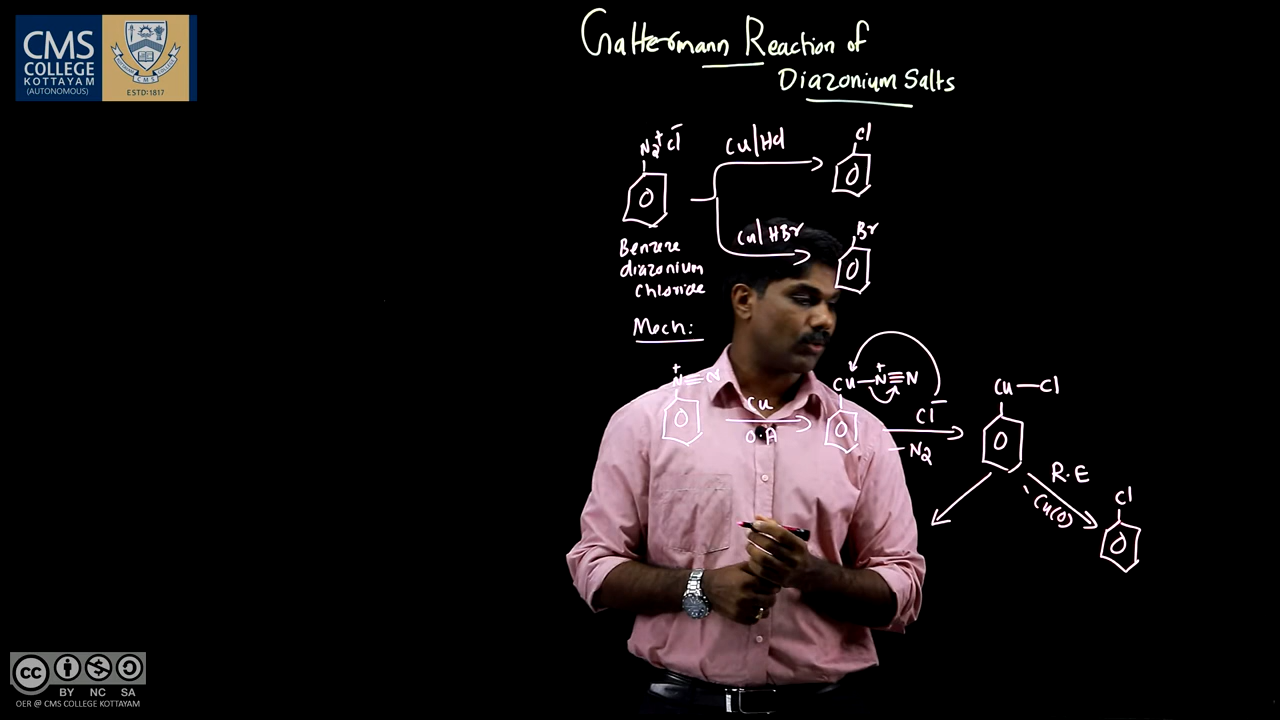 CMS
COLLEGE
KOTTAYAM
(AUTONOMOUS)
CMS
ESTD:1817
Gattermann Reaction of
Diazonium Salts
N2+ Cl-
Cu/HCl
Cl
Cu/HBr
Br
Benzene
diazonium
Chloride
Mech:
+
N≡N
Cu
O.A
+
Cu—N≡N
Cl-
-N2
Cu—Cl
R.E
-Cu(0)
Cl
cc
BY NC SA
OER @ CMS COLLEGE KOTTAYAM